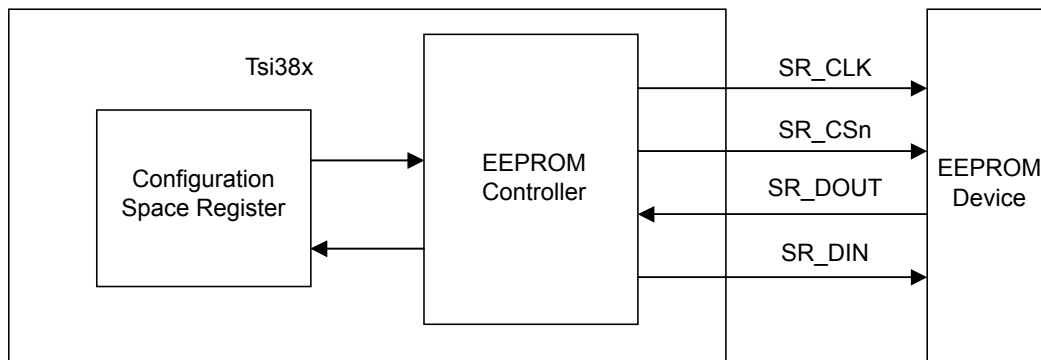 Tsi38x
Configuration
Space Register
EEPROM
Controller
SR_CLK
SR_CSn
SR_DOUT
SR_DIN
EEPROM
Device